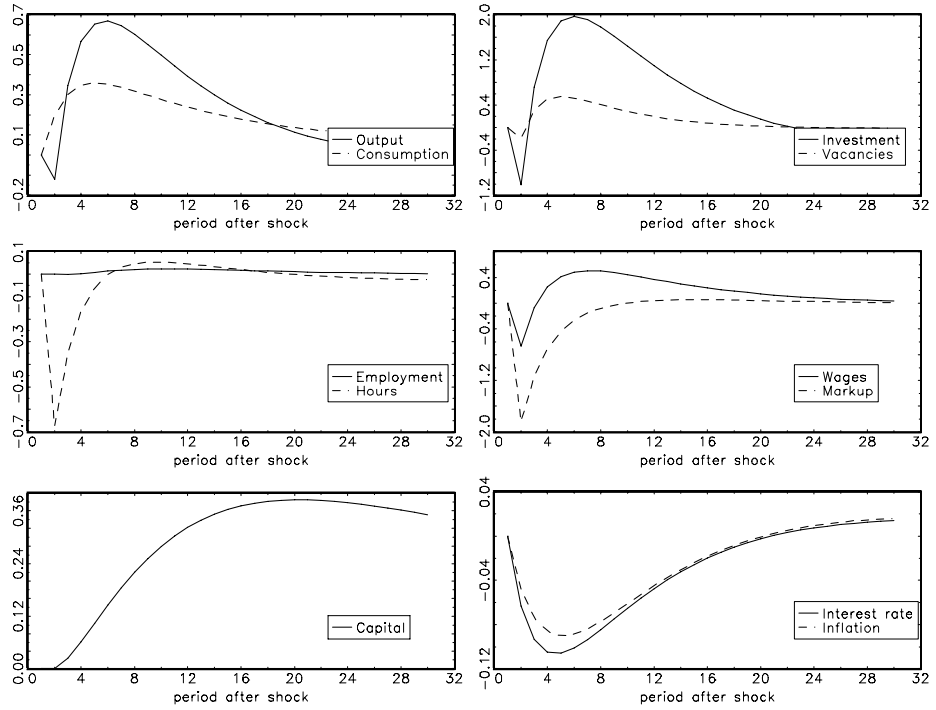 0.7
0.3
0.1
-0.2
0 4 8 12 16 20 24 28 32
period after shock
Output
Consumption
2.0
1.2
0.4
-0.4
-1.2
0 4 8 12 16 20 24 28 32
period after shock
Investment
Vacancies
0.1
-0.1
-0.3
-0.5
-0.7
0 4 8 12 16 20 24 28 32
period after shock
Employment
Hours
0.4
-0.4
-1.2
-2.0
0 4 8 12 16 20 24 28 32
period after shock
Wages
Markup
0.36
0.24
0.12
0.00
0 4 8 12 16 20 24 28 32
period after shock
Capital
0.04
-0.04
-0.12
0 4 8 12 16 20 24 28 32
period after shock
Interest rate
Inflation